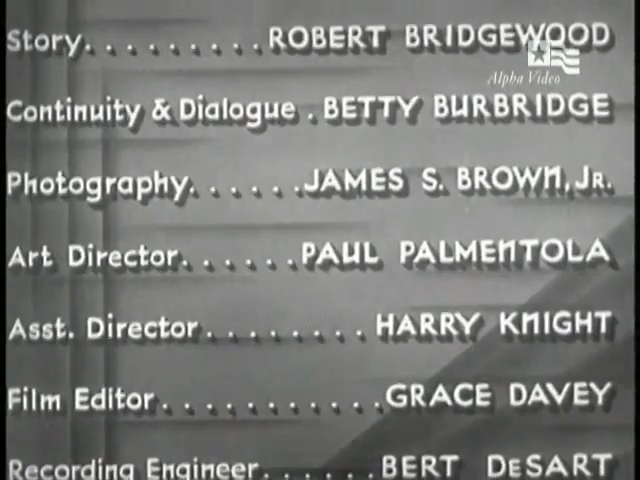 Story. . . . . . . . . ROBERT BRIDGEWOOD
Alpha Video
Continuity & Dialogue . BETTY BURBRIDGE
Photography. . . . . . JAMES S. BROWN, JR.
Art Director. . . . . . PAUL PALMENTOLA
Asst. Director . . . . . . . . HARRY KNIGHT
Film Editor. . . . . . . . . . . GRACE DAVEY
Recording Engineer. . . . . . BERT DeSART